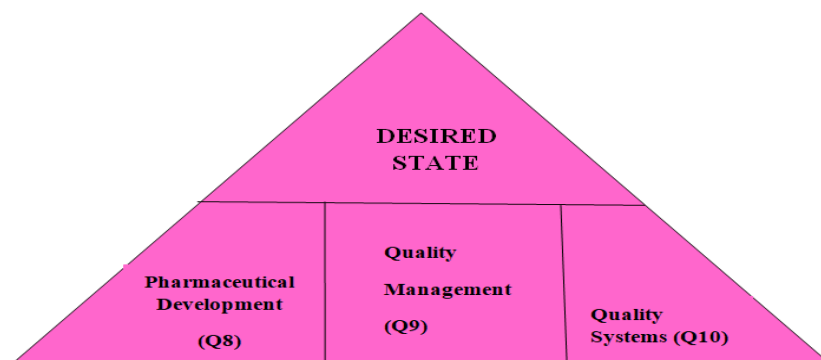 DESIRED
STATE
Pharmaceutical
Development
(Q8)
Quality
Management
(Q9)
Quality
Systems (Q10)